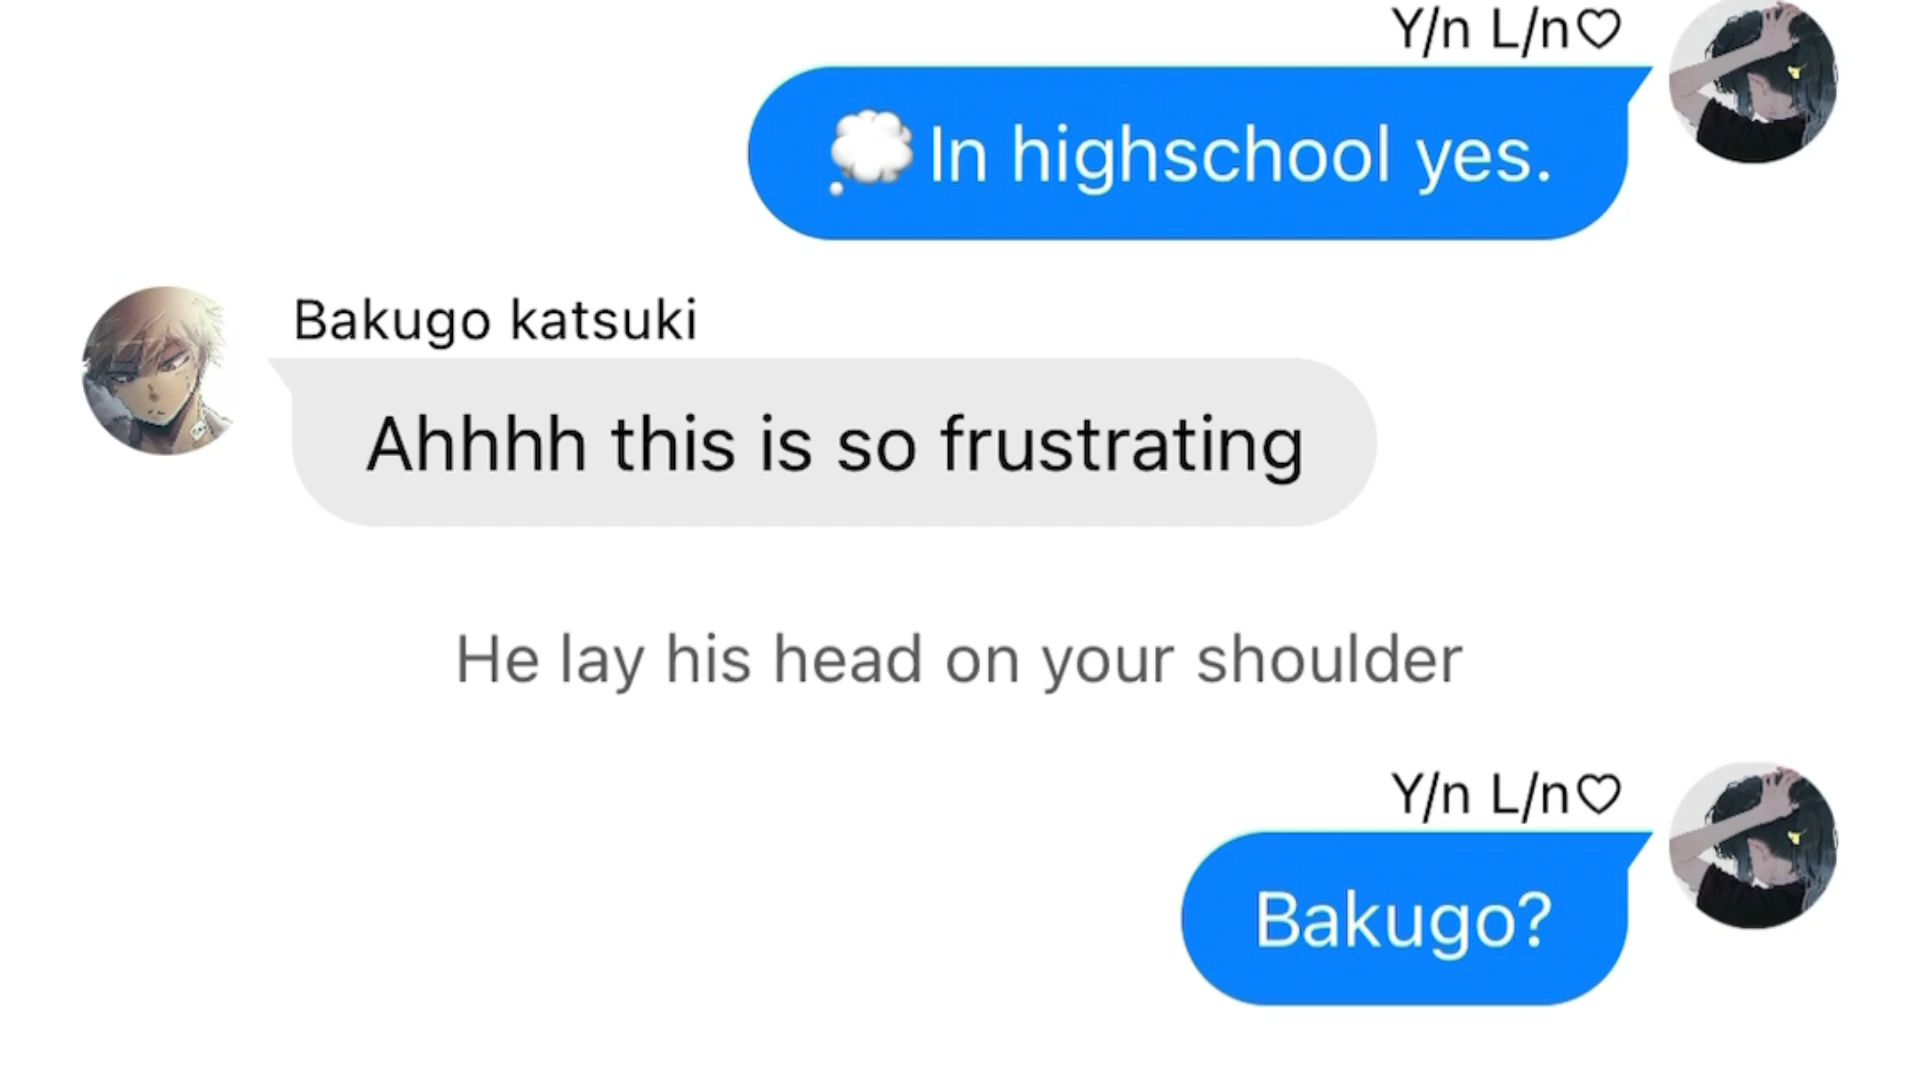 Y/n L/n♡
💭 In highschool yes.
Bakugo katsuki
Ahhhh this is so frustrating
He lay his head on your shoulder
Y/n L/n♡
Bakugo?